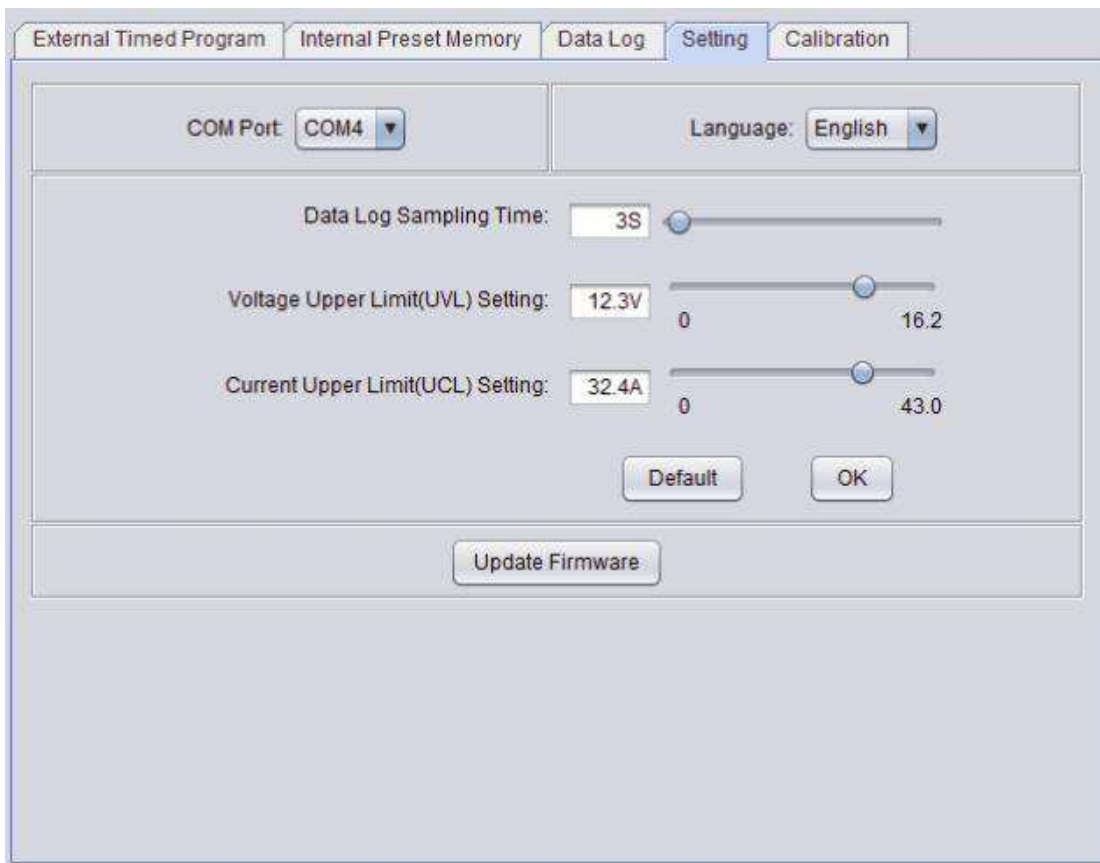 External Timed Program Internal Preset Memory Data Log Setting Calibration
COM Port: COM4 Language: English
Data Log Sampling Time: 3S
Voltage Upper Limit(UVL) Setting: 12.3V
0 16.2
Current Upper Limit(UCL) Setting: 32.4A
0 43.0
Default OK
Update Firmware